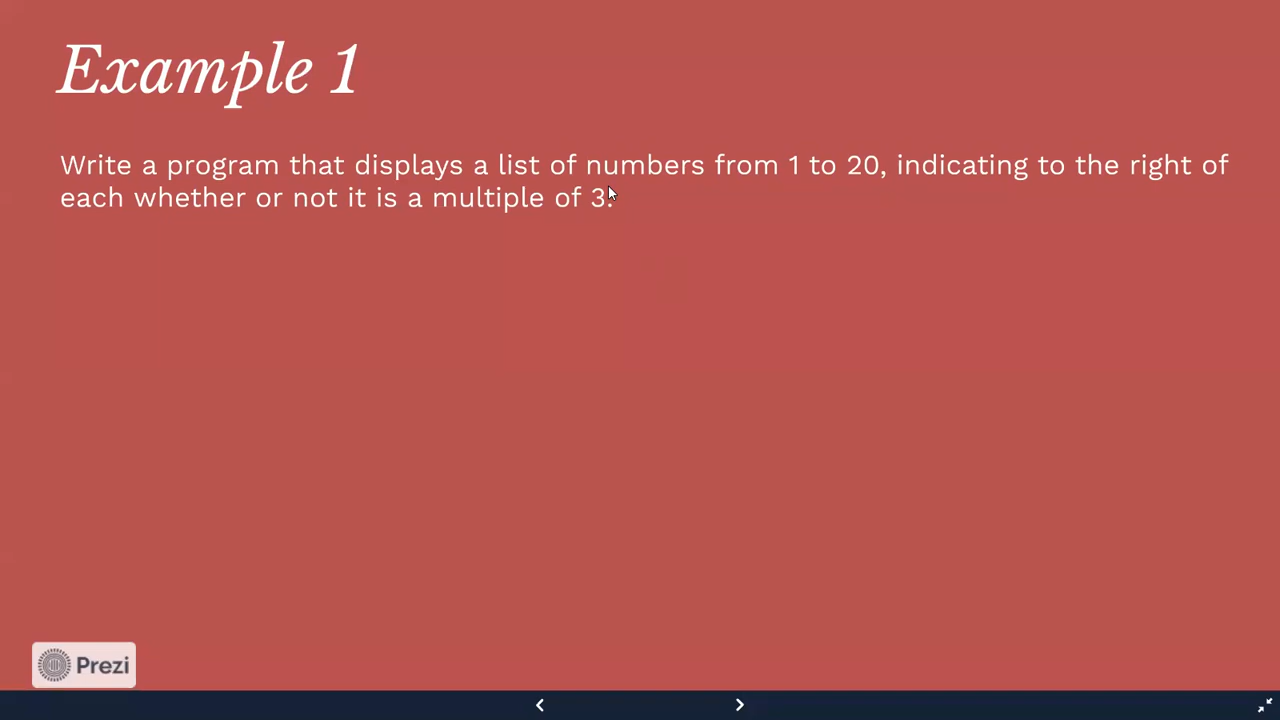 Example 1
Write a program that displays a list of numbers from 1 to 20, indicating to the right of
each whether or not it is a multiple of 3.
Prezi